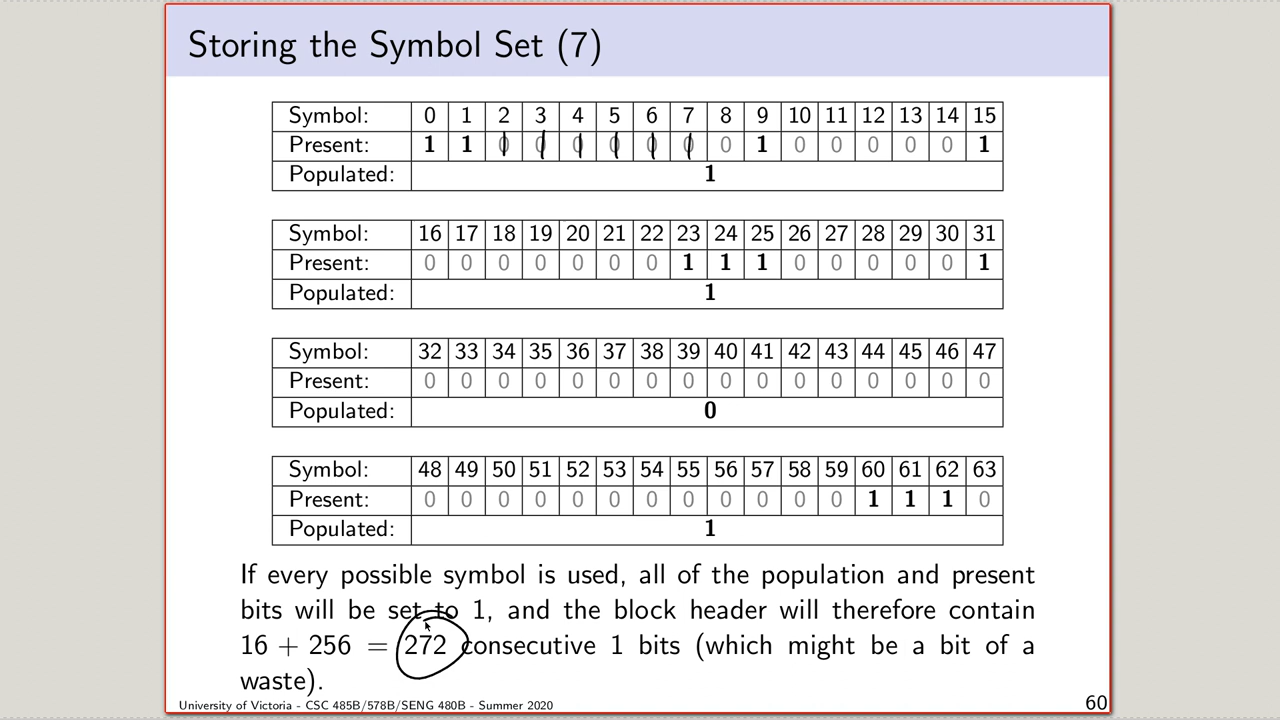 Storing the Symbol Set (7)
Symbol: 0 1 2 3 4 5 6 7 8 9 10 11 12 13 14 15
Present: 1 1 0 0 0 0 0 0 0 1 0 0 0 0 0 1
Populated: 1
Symbol: 16 17 18 19 20 21 22 23 24 25 26 27 28 29 30 31
Present: 0 0 0 0 0 0 0 1 1 1 0 0 0 0 0 1
Populated: 1
Symbol: 32 33 34 35 36 37 38 39 40 41 42 43 44 45 46 47
Present: 0 0 0 0 0 0 0 0 0 0 0 0 0 0 0 0
Populated: 0
Symbol: 48 49 50 51 52 53 54 55 56 57 58 59 60 61 62 63
Present: 0 0 0 0 0 0 0 0 0 0 0 0 1 1 1 0
Populated: 1
If every possible symbol is used, all of the population and present
bits will be set to 1, and the block header will therefore contain
16 + 256 = 272 consecutive 1 bits (which might be a bit of a
waste).
University of Victoria - CSC 485B/578B/SENG 480B - Summer 2020
60